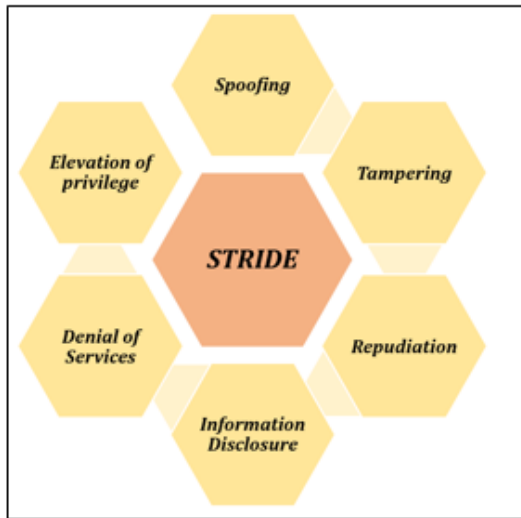 Spoofing
Tampering
Repudiation
Information
Disclosure
Denial of
Services
Elevation of
privilege
STRIDE